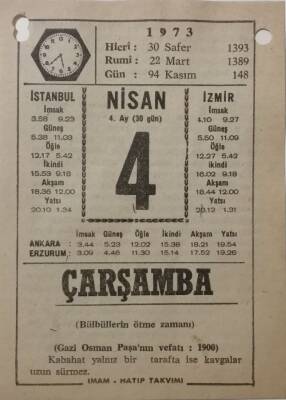 1973
Hicri : 30 Safer 1393
Rumi : 22 Mart 1389
Gün : 94 Kasım 148
İSTANBUL
İmsak
3.58 9.23
Güneş
5.38 11.03
Öğle
12.17 5.42
İkindi
15.53 9.18
Akşam
18.36 12.00
Yatsı
20.10 1.34
NİSAN
4. Ay (30 gün)
4
İZMİR
İmsak
4.10 9.27
Güneş
5.50 11.09
Öğle
12.27 5.42
İkindi
16.02 9.18
Akşam
18.44 12.00
Yatsı
20.12 1.31
İmsak Güneş Öğle İkindi Akşam Yatsı
ANKARA : 3.44 5.23 12.02 15.38 18.21 19.54
ERZURUM: 3.09 4.46 11.30 15.14 17.52 19.26
ÇARŞAMBA
(Bülbüllerin ötme zamanı)
(Gazi Osman Paşa'nın vefatı : 1900)
Kabahat yalnız bir tarafta ise kavgalar
uzun sürmez.
İMAM - HATİP TAKVİMİ